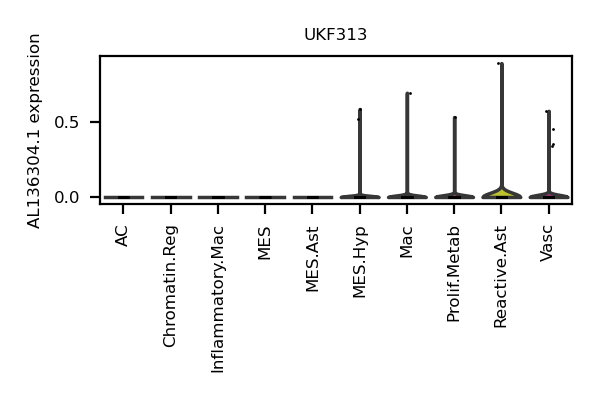 UKF313
AL136304.1 expression
0.5
0.0
AC
Chromatin.Reg
Inflammatory.Mac
MES
MES.Ast
MES.Hyp
Mac
Prolif.Metab
Reactive.Ast
Vasc